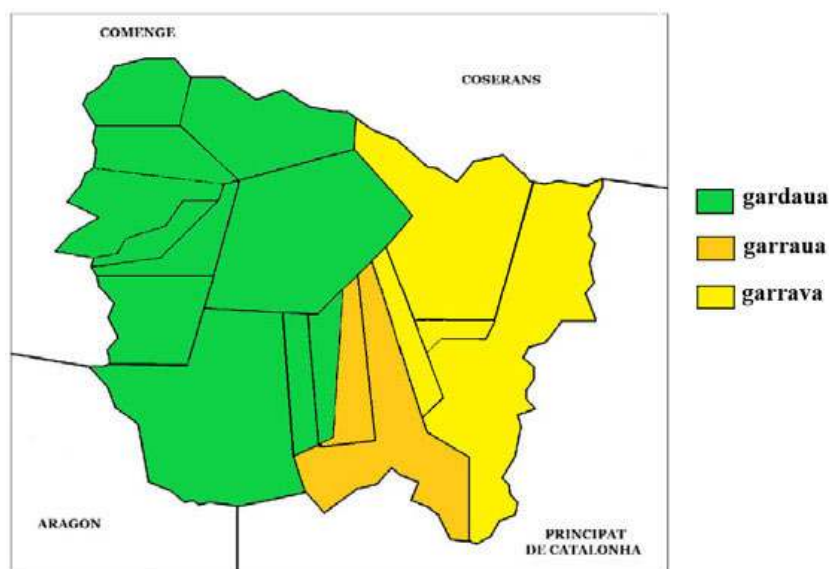 COMENGE
COSERANS
gardaua
garraua
garrava
ARAGON
PRINCIPAT
DE CATALONHA